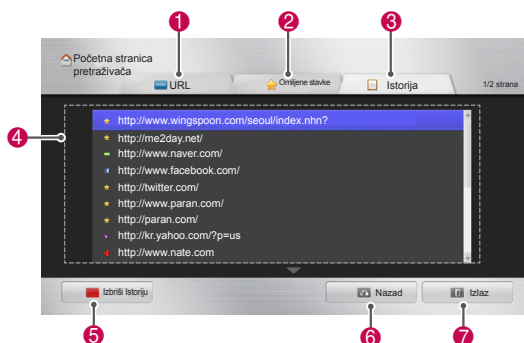 1
2
3
Početna stranica
pretraživača
URL
Omiljene stavke
Istorija
1/2 strana
4
http://www.wingspoon.com/seoul/index.nhn?
http://me2day.net/
http://www.naver.com/
http://www.facebook.com/
http://twitter.com/
http://www.paran.com/
http://paran.com/
http://kr.yahoo.com/?p=us
http://www.nate.com
Izbriši Istoriju
Nazad
Izlaz
5
6
7